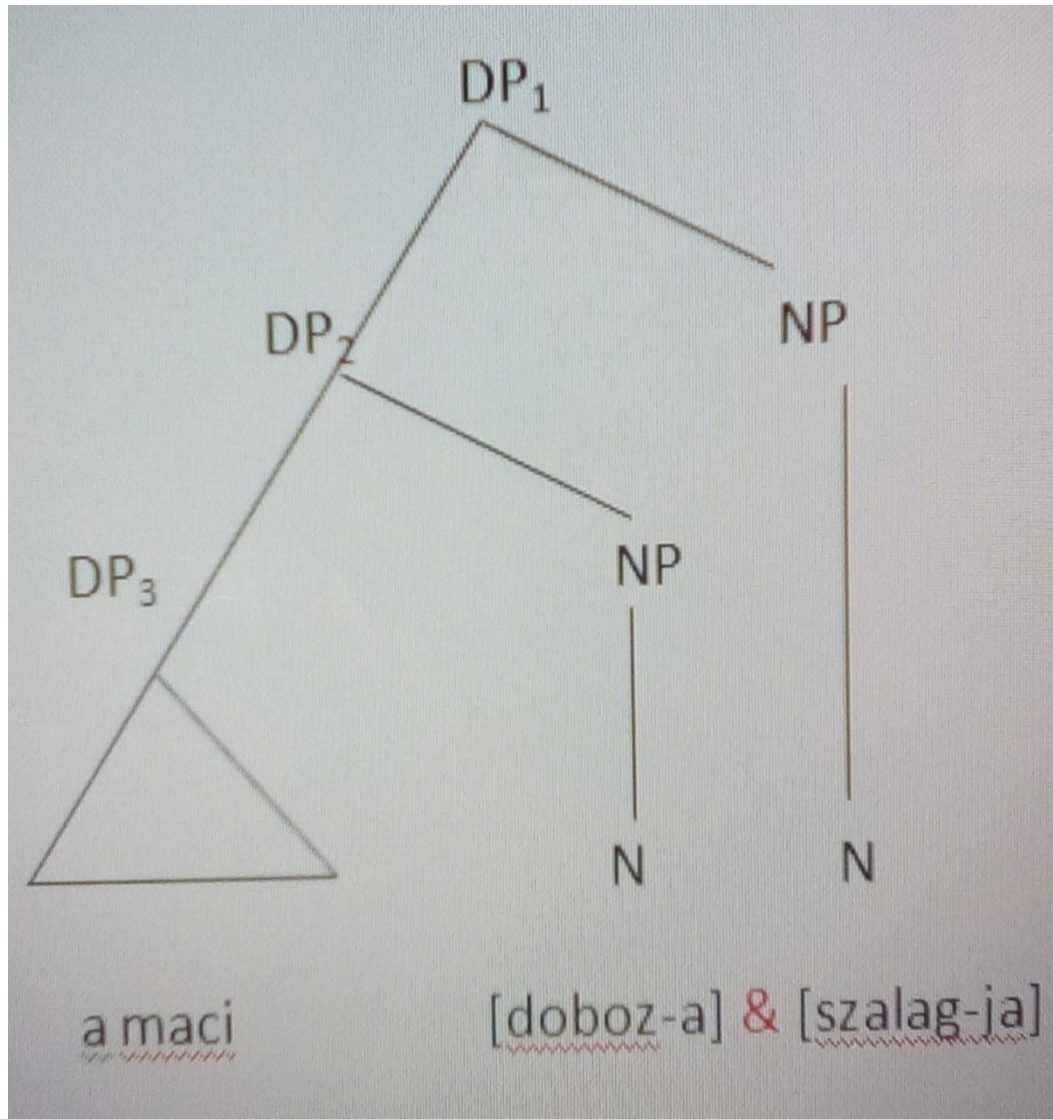 DP₁
DP₂
NP
DP₃
NP
N N
a maci [doboz-a] & [szalag-ja]